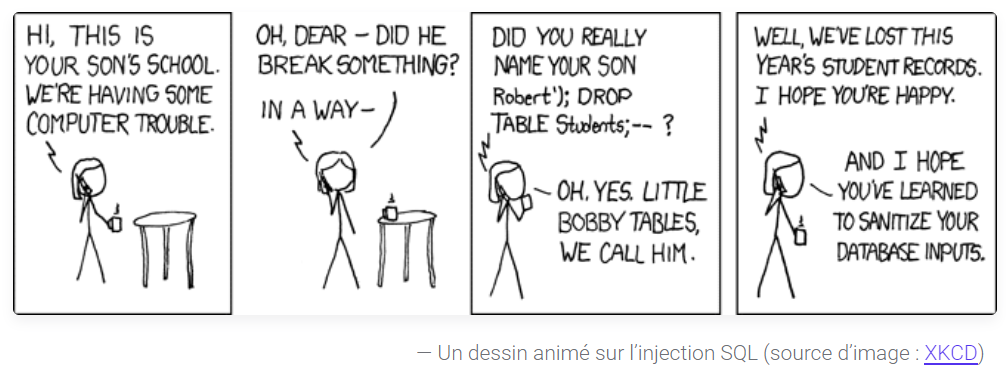 HI, THIS IS
YOUR SON'S SCHOOL.
WE'RE HAVING SOME
COMPUTER TROUBLE.
OH, DEAR – DID HE
BREAK SOMETHING?
IN A WAY–
DID YOU REALLY
NAME YOUR SON
Robert'); DROP
TABLE Students;-- ?
OH, YES. LITTLE
BOBBY TABLES,
WE CALL HIM.
WELL, WE'VE LOST THIS
YEAR'S STUDENT RECORDS.
I HOPE YOU'RE HAPPY.
AND I HOPE
YOU'VE LEARNED
TO SANITIZE YOUR
DATABASE INPUTS.
— Un dessin animé sur l’injection SQL (source d’image : XKCD)